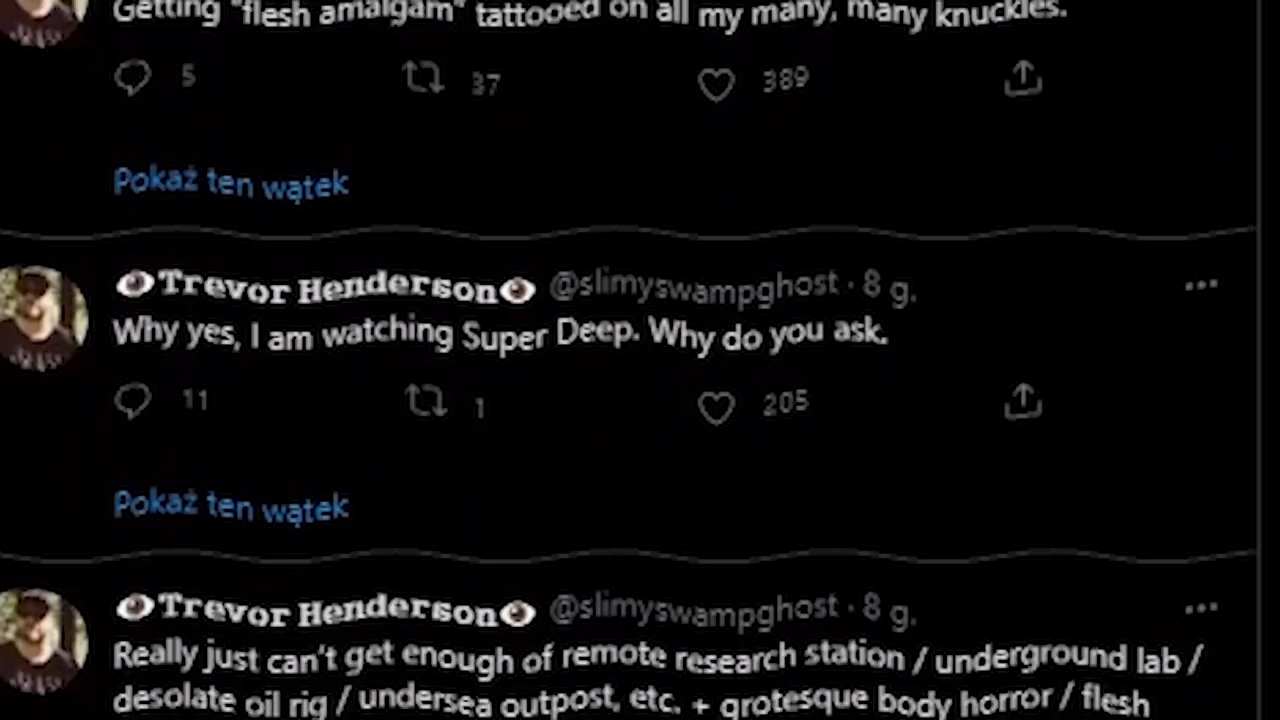 Getting "flesh amalgam" tattooed on all my many, many knuckles.
5 37 389
Pokaż ten wątek
👁Trevor Henderson👁 @slimyswampghost · 8 g.
Why yes, I am watching Super Deep. Why do you ask.
11 1 205
Pokaż ten wątek
👁Trevor Henderson👁 @slimyswampghost · 8 g.
Really just can't get enough of remote research station / underground lab /
desolate oil rig / undersea outpost, etc. + grotesque body horror / flesh